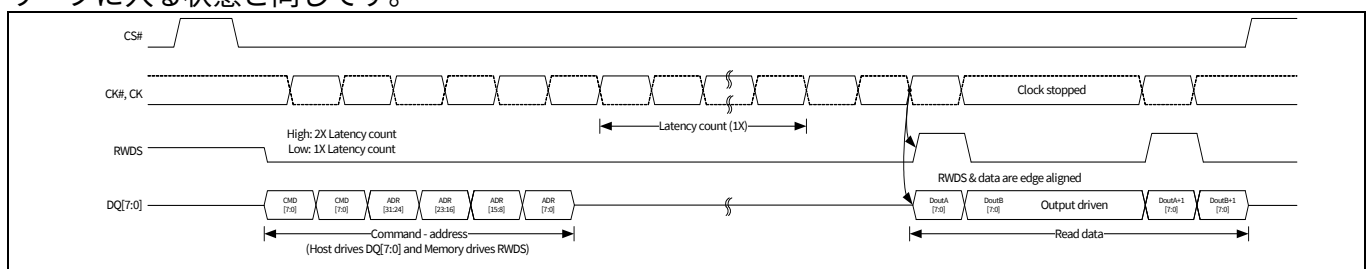 CS#
CK#, CK
Clock stopped
Latency count (1X)
High: 2X Latency count
Low: 1X Latency count
RWDS
RWDS & data are edge aligned
DQ[7:0]
CMD [7:0]
CMD [7:0]
ADR [31:24]
ADR [23:16]
ADR [15:8]
ADR [7:0]
DoutA [7:0]
DoutB [7:0]
Output driven
DoutA+1 [7:0]
DoutB+1 [7:0]
Command - address
(Host drives DQ[7:0] and Memory drives RWDS)
Read data